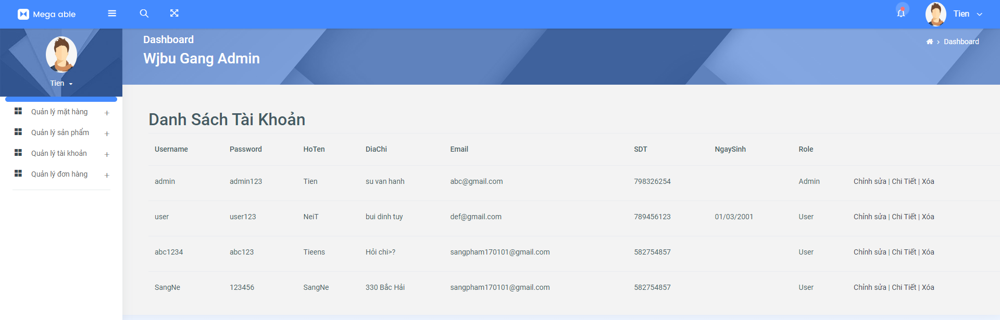 Mega able
Tien
Tien
Dashboard
Wjbu Gang Admin
Dashboard
Quản lý mặt hàng
Quản lý sản phẩm
Quản lý tài khoản
Quản lý đơn hàng
Danh Sách Tài Khoản
Username Password HoTen DiaChi Email SDT NgaySinh Role
admin admin123 Tien su van hanh abc@gmail.com 798326254 Admin Chỉnh sửa | Chi Tiết | Xóa
user user123 NeiT bui dinh tuy def@gmail.com 789456123 01/03/2001 User Chỉnh sửa | Chi Tiết | Xóa
abc1234 abc123 Tieens Hỏi chi>? sangpham170101@gmail.com 582754857 User Chỉnh sửa | Chi Tiết | Xóa
SangNe 123456 SangNe 330 Bắc Hải sangpham170101@gmail.com 582754857 User Chỉnh sửa | Chi Tiết | Xóa